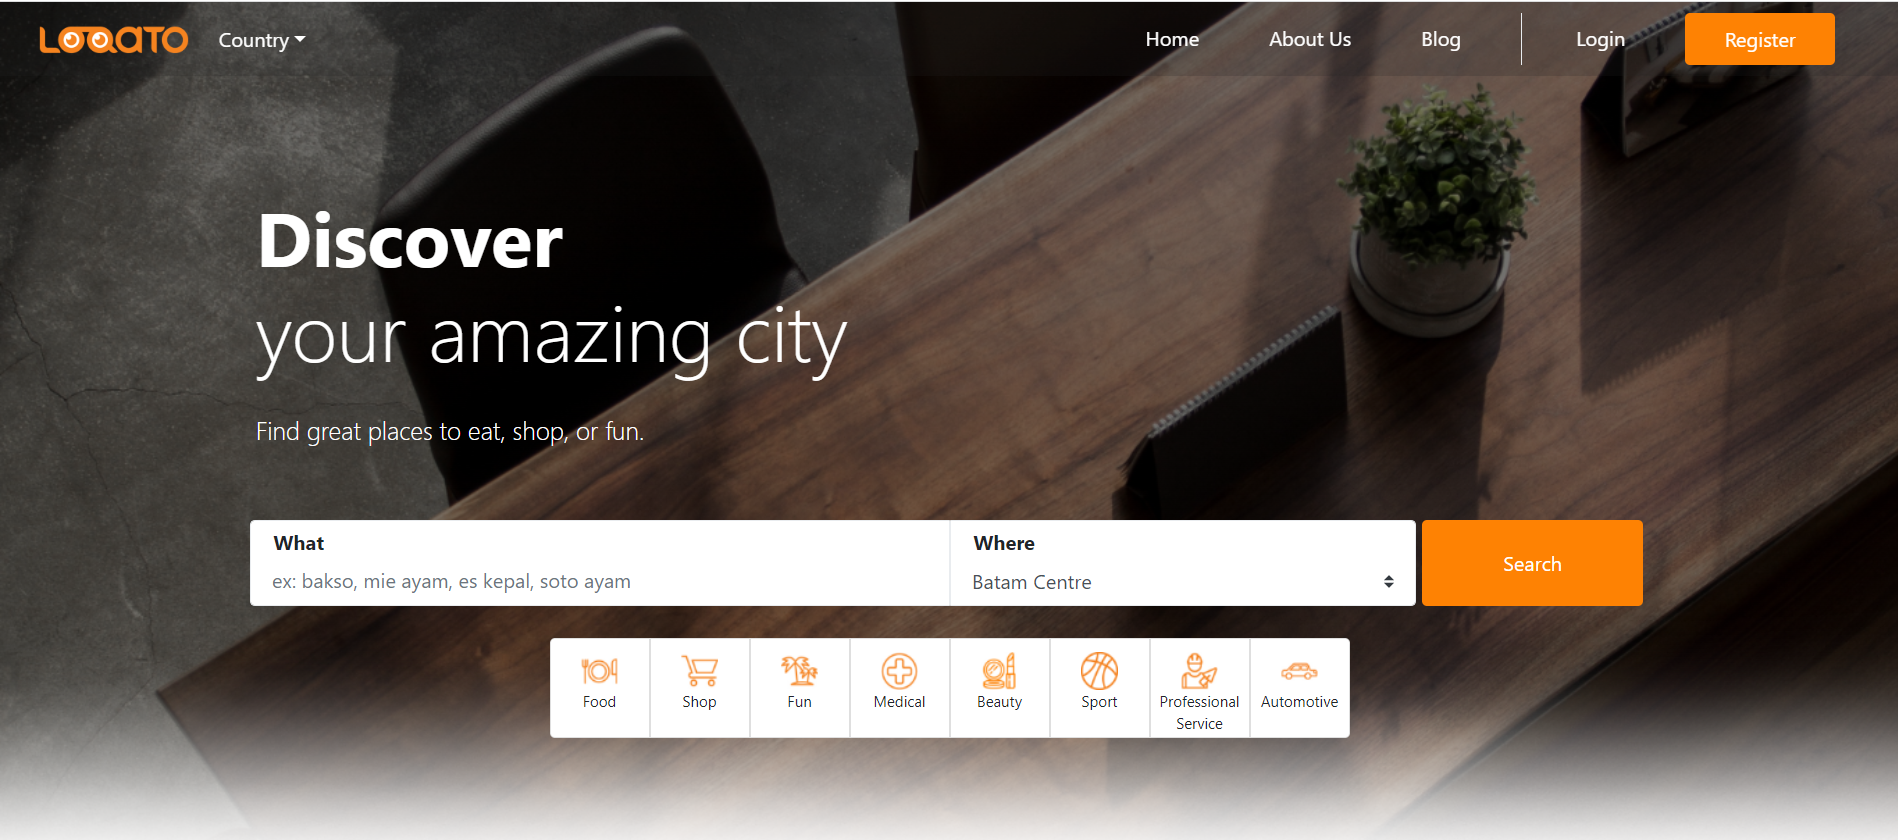 LOQATO
Country
Home
About Us
Blog
Login
Register
Discover
your amazing city
Find great places to eat, shop, or fun.
What
ex: bakso, mie ayam, es kepal, soto ayam
Where
Batam Centre
Search
Food
Shop
Fun
Medical
Beauty
Sport
Professional
Service
Automotive